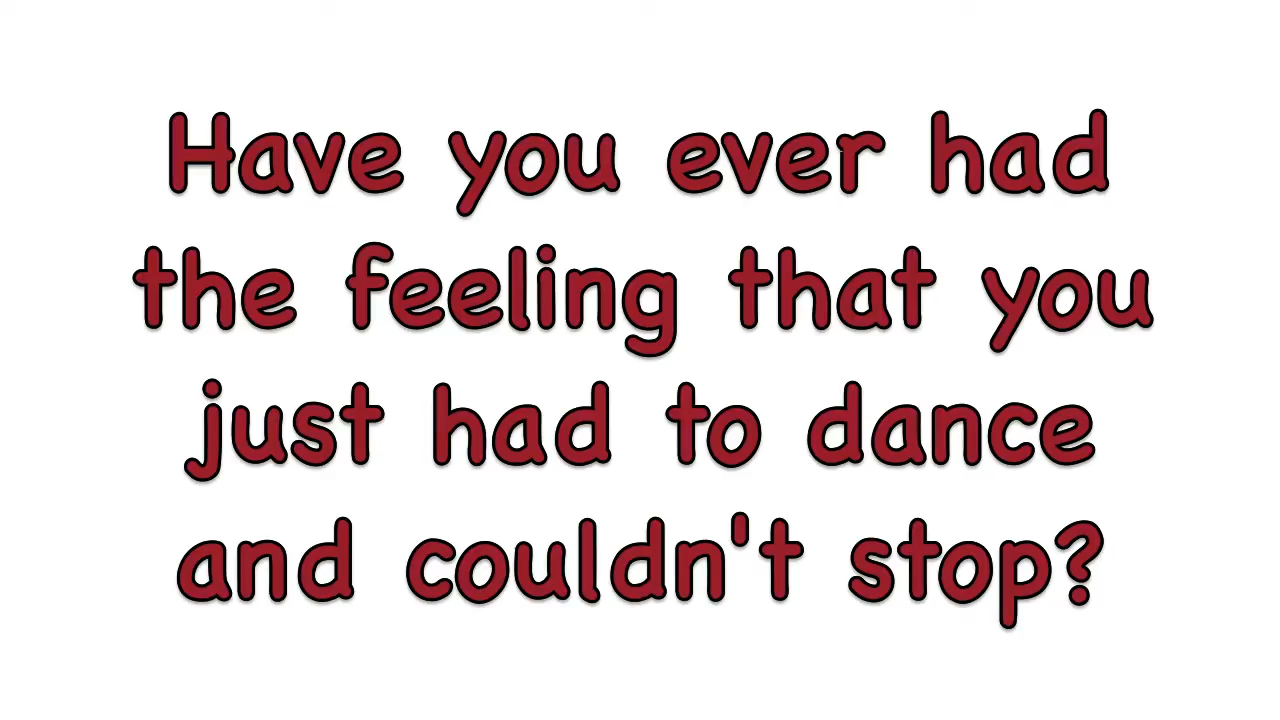 Have you ever had
the feeling that you
just had to dance
and couldn't stop?